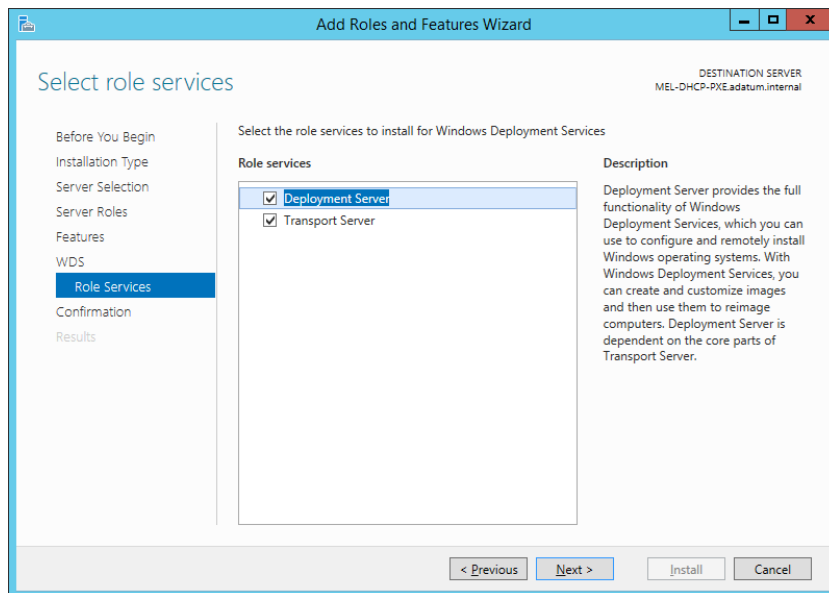 Add Roles and Features Wizard
Select role services
DESTINATION SERVER
MEL-DHCP-PXE.adatum.internal
Before You Begin
Installation Type
Server Selection
Server Roles
Features
WDS
Role Services
Confirmation
Results
Select the role services to install for Windows Deployment Services
Role services
Deployment Server
Transport Server
Description
Deployment Server provides the full
functionality of Windows
Deployment Services, which you can
use to configure and remotely install
Windows operating systems. With
Windows Deployment Services, you
can create and customize images
and then use them to reimage
computers. Deployment Server is
dependent on the core parts of
Transport Server.
< Previous
Next >
Install
Cancel